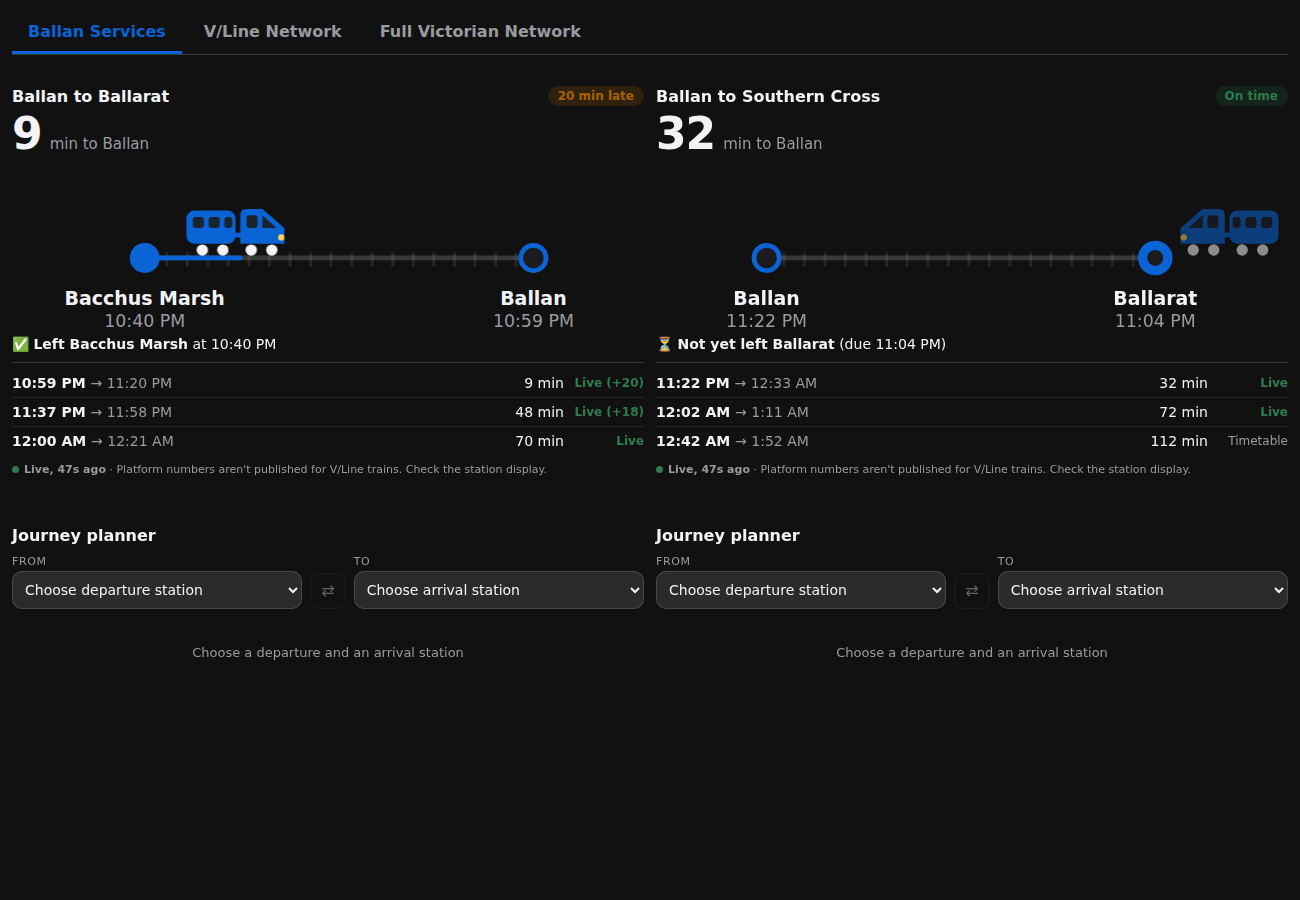 Ballan Services V/Line Network Full Victorian Network
Ballan to Ballarat 20 min late
9 min to Ballan
Bacchus Marsh Ballan
10:40 PM 10:59 PM
✅ Left Bacchus Marsh at 10:40 PM
10:59 PM → 11:20 PM 9 min Live (+20)
11:37 PM → 11:58 PM 48 min Live (+18)
12:00 AM → 12:21 AM 70 min Live
Live, 47s ago · Platform numbers aren't published for V/Line trains. Check the station display.
Journey planner
FROM TO
Choose departure station ⇄ Choose arrival station
Choose a departure and an arrival station
Ballan to Southern Cross On time
32 min to Ballan
Ballan Ballarat
11:22 PM 11:04 PM
⏳ Not yet left Ballarat (due 11:04 PM)
11:22 PM → 12:33 AM 32 min Live
12:02 AM → 1:11 AM 72 min Live
12:42 AM → 1:52 AM 112 min Timetable
Live, 47s ago · Platform numbers aren't published for V/Line trains. Check the station display.
Journey planner
FROM TO
Choose departure station ⇄ Choose arrival station
Choose a departure and an arrival station